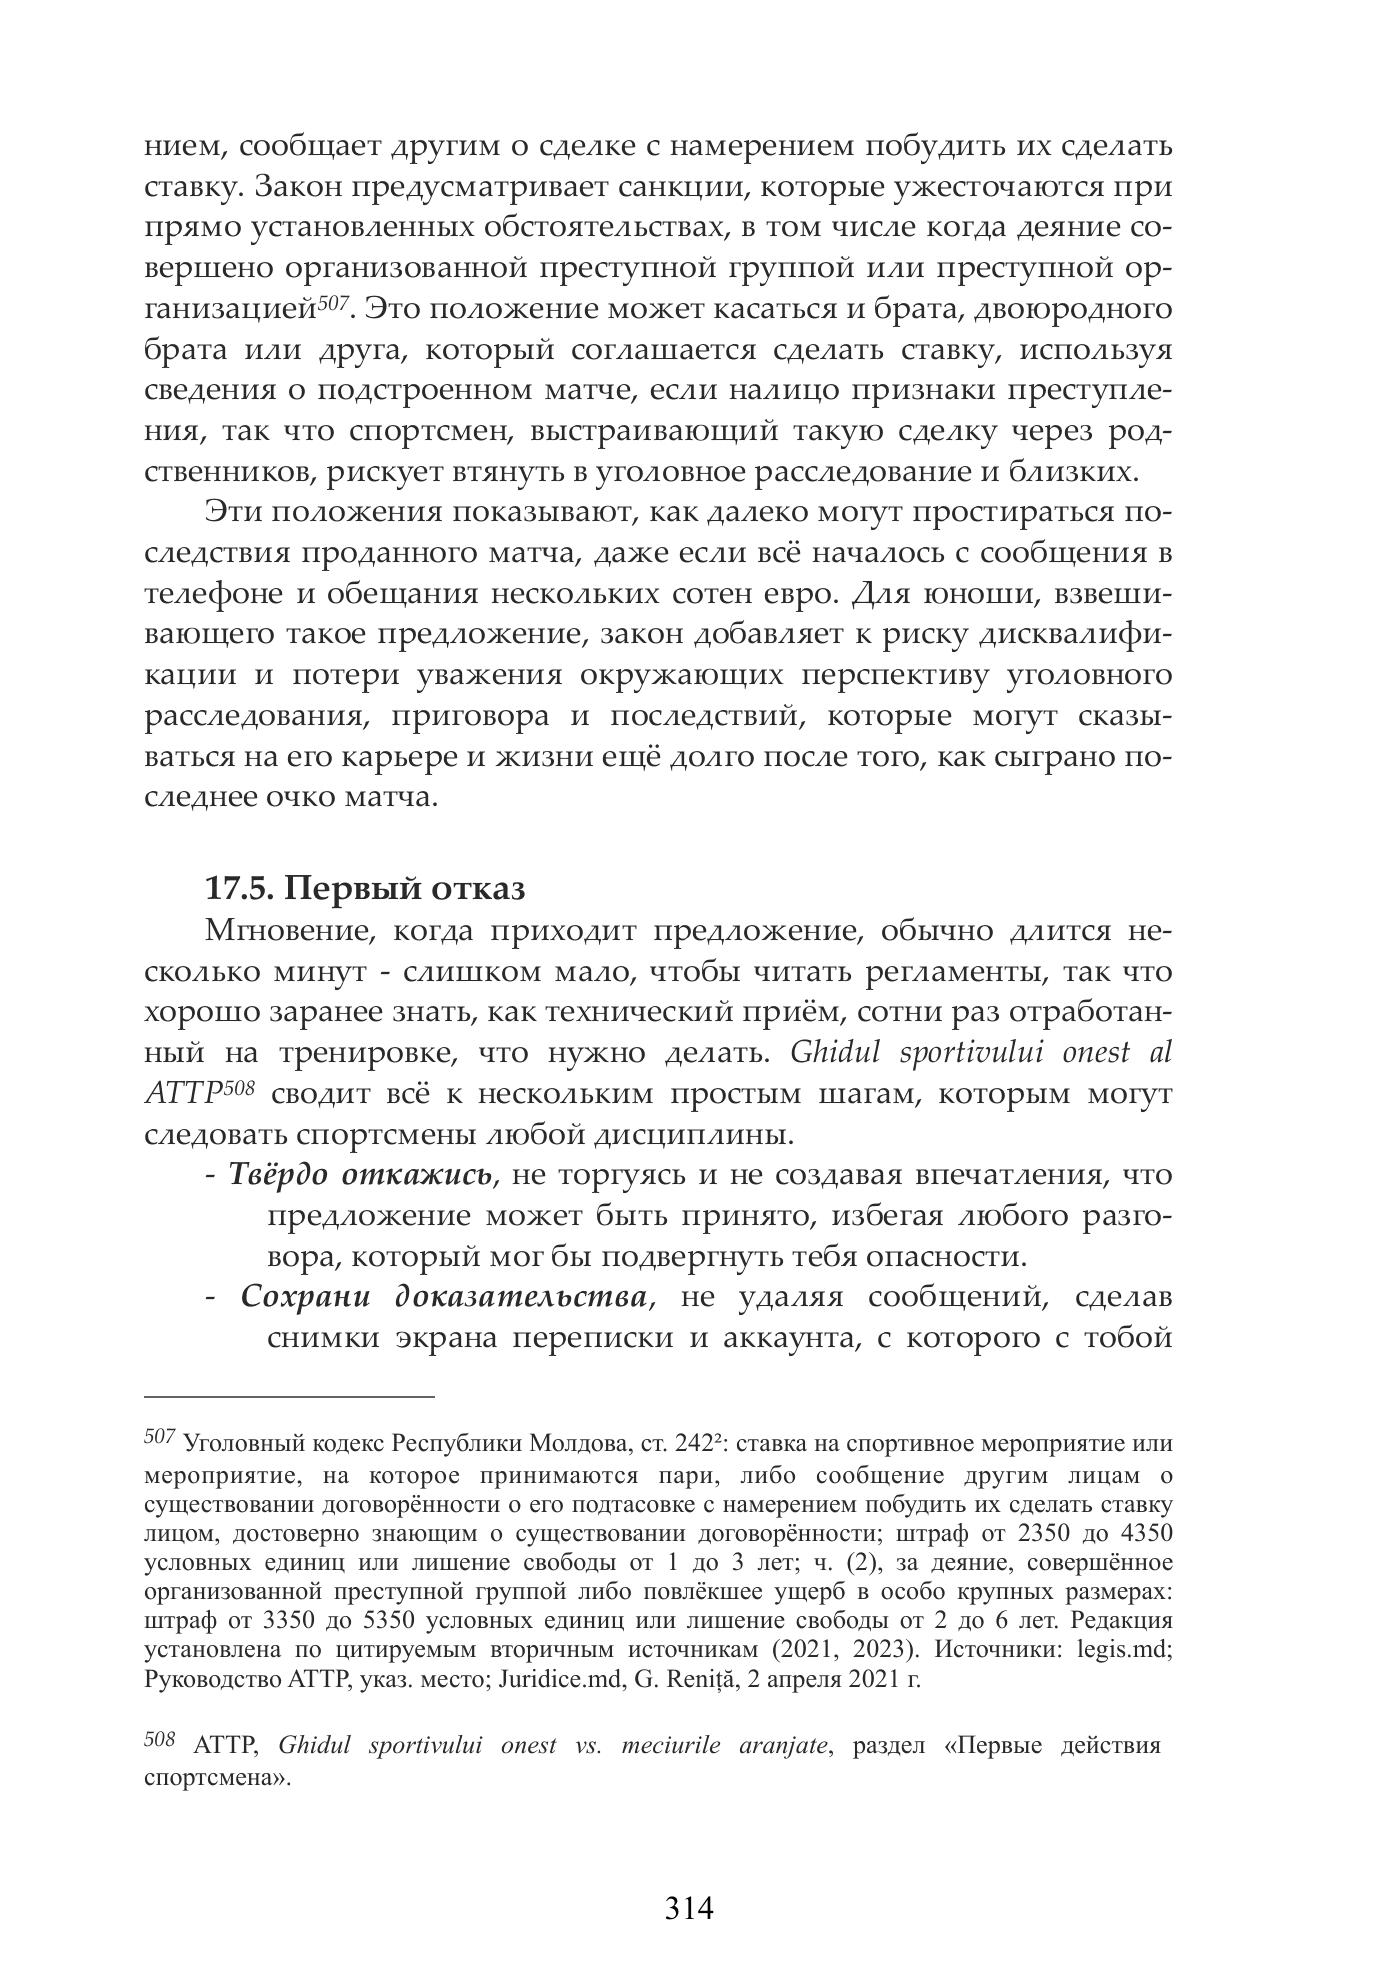 нием, сообщает другим о сделке с намерением побудить их сделать
ставку. Закон предусматривает санкции, которые ужесточаются при
прямо установленных обстоятельствах, в том числе когда деяние со-
вершено организованной преступной группой или преступной ор-
ганизацией507. Это положение может касаться и брата, двоюродного
брата или друга, который соглашается сделать ставку, используя
сведения о подстроенном матче, если налицо признаки преступле-
ния, так что спортсмен, выстраивающий такую сделку через род-
ственников, рискует втянуть в уголовное расследование и близких.
Эти положения показывают, как далеко могут простираться по-
следствия проданного матча, даже если всё началось с сообщения в
телефоне и обещания нескольких сотен евро. Для юноши, взвеши-
вающего такое предложение, закон добавляет к риску дисквалифи-
кации и потери уважения окружающих перспективу уголовного
расследования, приговора и последствий, которые могут сказы-
ваться на его карьере и жизни ещё долго после того, как сыграно по-
следнее очко матча.
17.5. Первый отказ
Мгновение, когда приходит предложение, обычно длится не-
сколько минут - слишком мало, чтобы читать регламенты, так что
хорошо заранее знать, как технический приём, сотни раз отработан-
ный на тренировке, что нужно делать. Ghidul sportivului onest al
ATTP508 сводит всё к нескольким простым шагам, которым могут
следовать спортсмены любой дисциплины.
- Твёрдо откажись, не торгуясь и не создавая впечатления, что
предложение может быть принято, избегая любого разго-
вора, который мог бы подвергнуть тебя опасности.
- Сохрани доказательства, не удаляя сообщений, сделав
снимки экрана переписки и аккаунта, с которого с тобой
507 Уголовный кодекс Республики Молдова, ст. 242²: ставка на спортивное мероприятие или
мероприятие, на которое принимаются пари, либо сообщение другим лицам о
существовании договорённости о его подтасовке с намерением побудить их сделать ставку
лицом, достоверно знающим о существовании договорённости; штраф от 2350 до 4350
условных единиц или лишение свободы от 1 до 3 лет; ч. (2), за деяние, совершённое
организованной преступной группой либо повлёкшее ущерб в особо крупных размерах:
штраф от 3350 до 5350 условных единиц или лишение свободы от 2 до 6 лет. Редакция
установлена по цитируемым вторичным источникам (2021, 2023). Источники: legis.md;
Руководство ATTP, указ. место; Juridice.md, G. Reniță, 2 апреля 2021 г.
508 ATTP, Ghidul sportivului onest vs. meciurile aranjate, раздел «Первые действия
спортсмена».
314